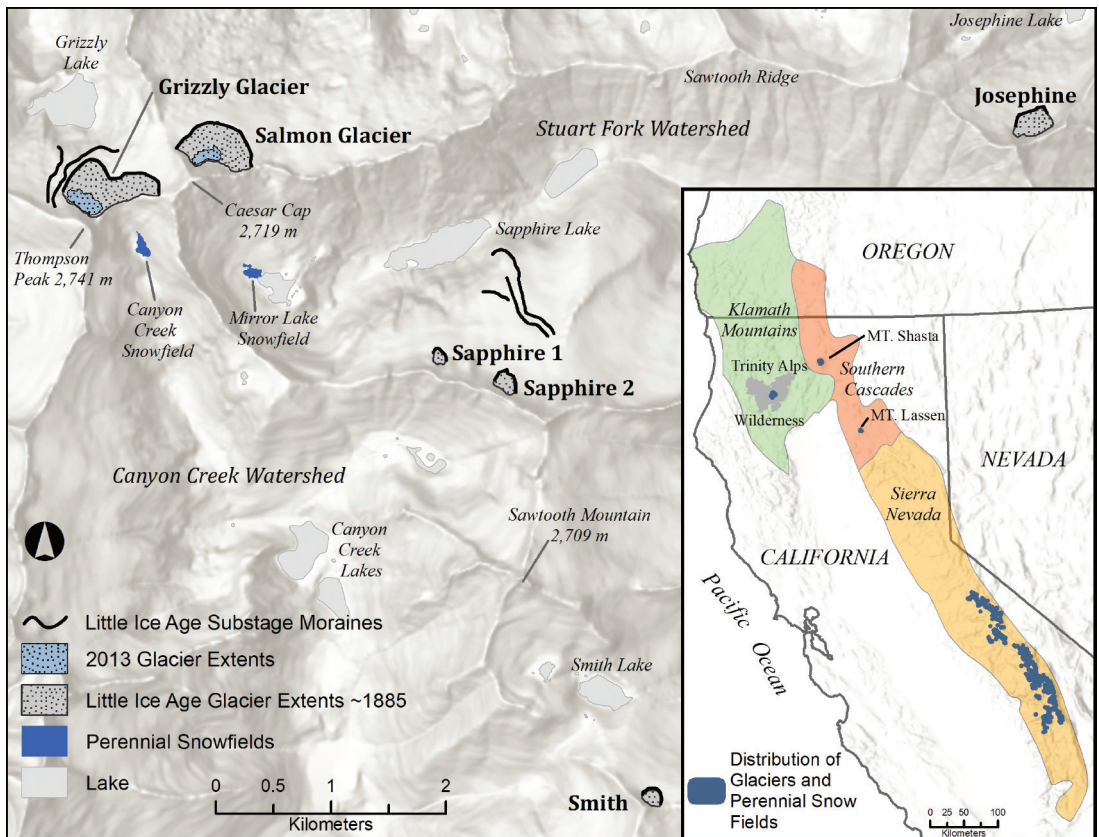 Grizzly
Lake
Grizzly Glacier
Salmon Glacier
Josephine Lake
Sawtooth Ridge
Josephine
Stuart Fork Watershed
Caesar Cap
2,719 m
Thompson
Peak 2,741 m
Canyon
Creek
Snowfield
Mirror Lake
Snowfield
Sapphire Lake
Sapphire 1
Sapphire 2
Canyon Creek Watershed
Sawtooth Mountain
2,709 m
Canyon
Creek
Lakes
Smith Lake
Smith
Little Ice Age Substage Moraines
2013 Glacier Extents
Little Ice Age Glacier Extents ~1885
Perennial Snowfields
Lake
0 1 2
Kilometers
OREGON
Klamath
Mountains
MT. Shasta
Trinity Alps
Wilderness
Southern
Cascades
MT. Lassen
NEVADA
Sierra
Nevada
CALIFORNIA
Pacific Ocean
Distribution of
Glaciers and
Perennial Snow
Fields
0 25 50 100
Kilometers